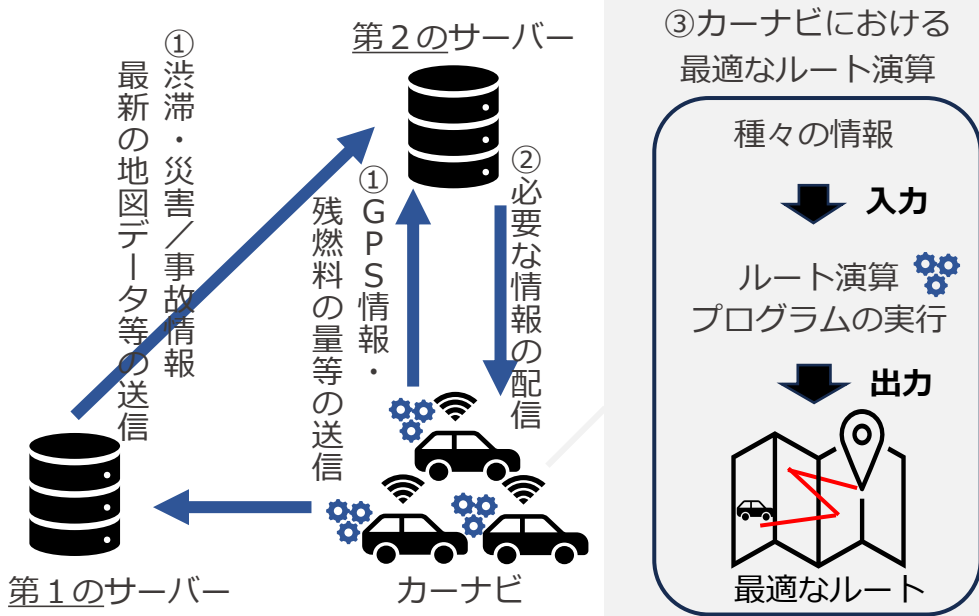 第２のサーバー
①渋滞・災害／事故情報
最新の地図データ等の送信
①ＧＰＳ情報・
残燃料の量等の送信
②必要な情報の配信
第１のサーバー
カーナビ
③カーナビにおける
最適なルート演算
種々の情報
入力
ルート演算
プログラムの実行
出力
最適なルート